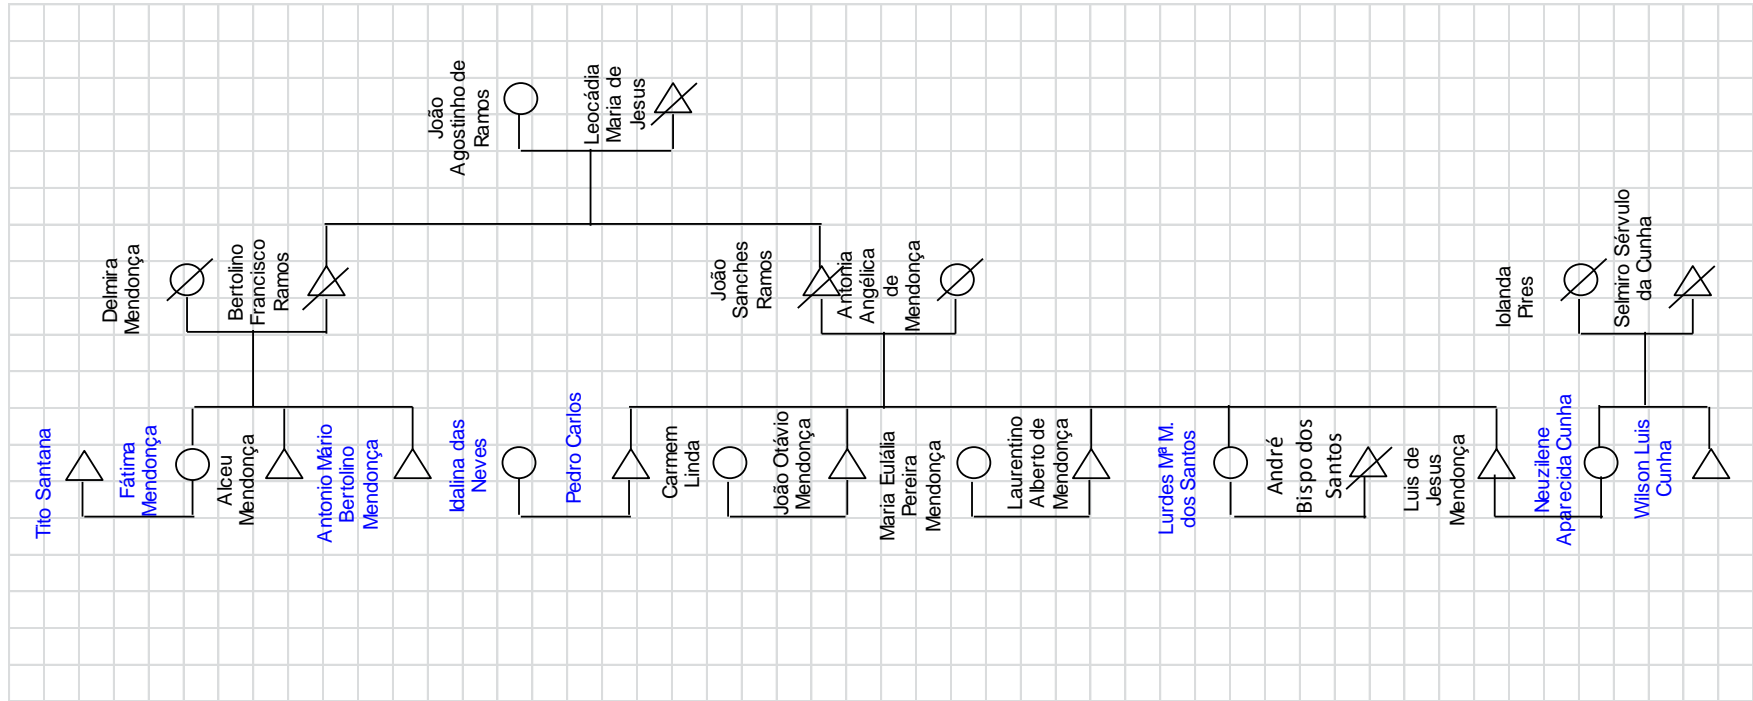 João
Agostinho de
Ramos
Leocádia
Maria de
Jesus
Delmira
Mendonça
Bertolino
Francisco
Ramos
João
Sanches
Ramos
Antonia
Angélica
de
Mendonça
Iolanda
Pires
Selmiro Sérvulo
da Cunha
Tito Santana
Fátima
Mendonça
Alceu
Mendonça
Antonio Mário
Bertolino
Mendonça
Idalina das
Neves
Pedro Carlos
Carmem
Linda
João Otávio
Mendonça
Maria Eulália
Pereira
Mendonça
Laurentino
Alberto de
Mendonça
Lurdes Mª M.
dos Santos
André
Bispo dos
Santos
Luis de
Jesus
Mendonça
Neuzilene
Aparecida Cunha
Wilson Luis
Cunha